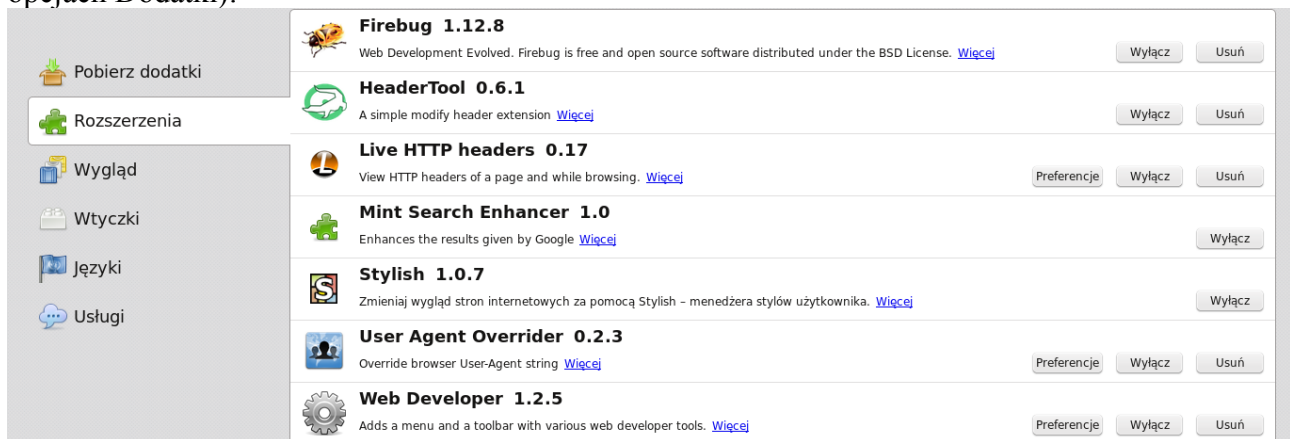 opcjach Dodatki).
Pobierz dodatki
Rozszerzenia
Wygląd
Wtyczki
Języki
Usługi
Firebug 1.12.8
Web Development Evolved. Firebug is free and open source software distributed under the BSD License. Więcej
Wyłącz Usuń
HeaderTool 0.6.1
A simple modify header extension Więcej
Wyłącz Usuń
Live HTTP headers 0.17
View HTTP headers of a page and while browsing. Więcej
Preferencje Wyłącz Usuń
Mint Search Enhancer 1.0
Enhances the results given by Google Więcej
Wyłącz
Stylish 1.0.7
Zmieniaj wygląd stron internetowych za pomocą Stylish – menedżera stylów użytkownika. Więcej
Wyłącz
User Agent Overrider 0.2.3
Override browser User-Agent string Więcej
Preferencje Wyłącz Usuń
Web Developer 1.2.5
Adds a menu and a toolbar with various web developer tools. Więcej
Preferencje Wyłącz Usuń